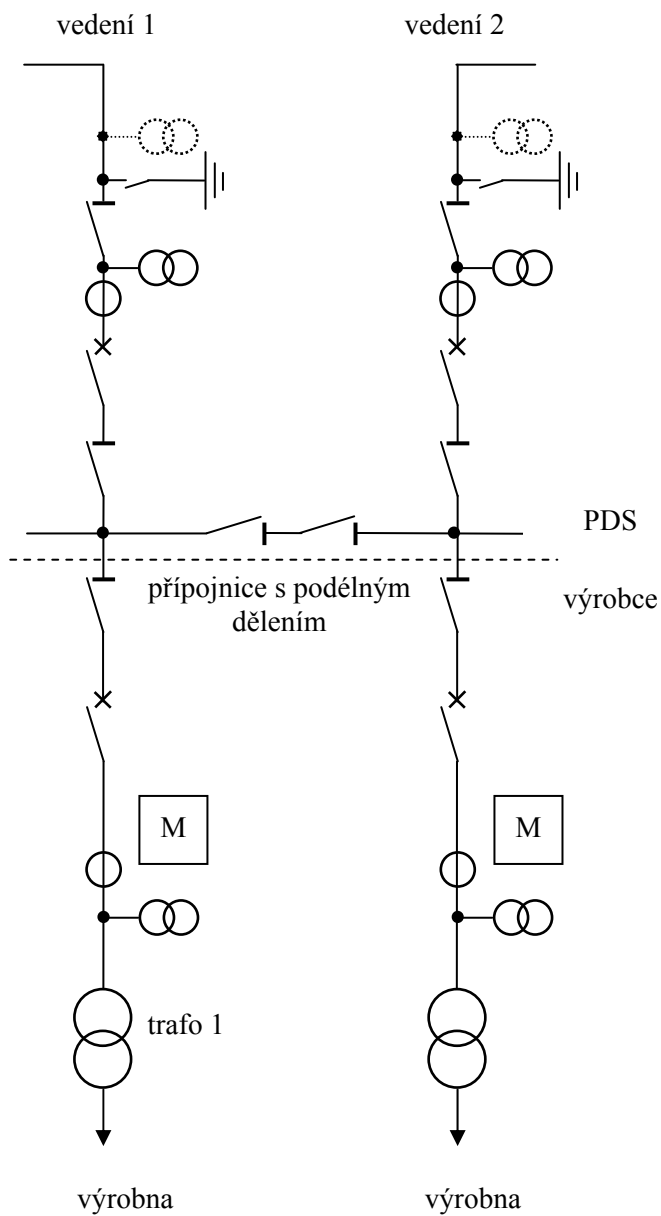 vedení 1
vedení 2
PDS
přípojnice s podélným
dělením
výrobce
M
M
trafo 1
výrobna
výrobna